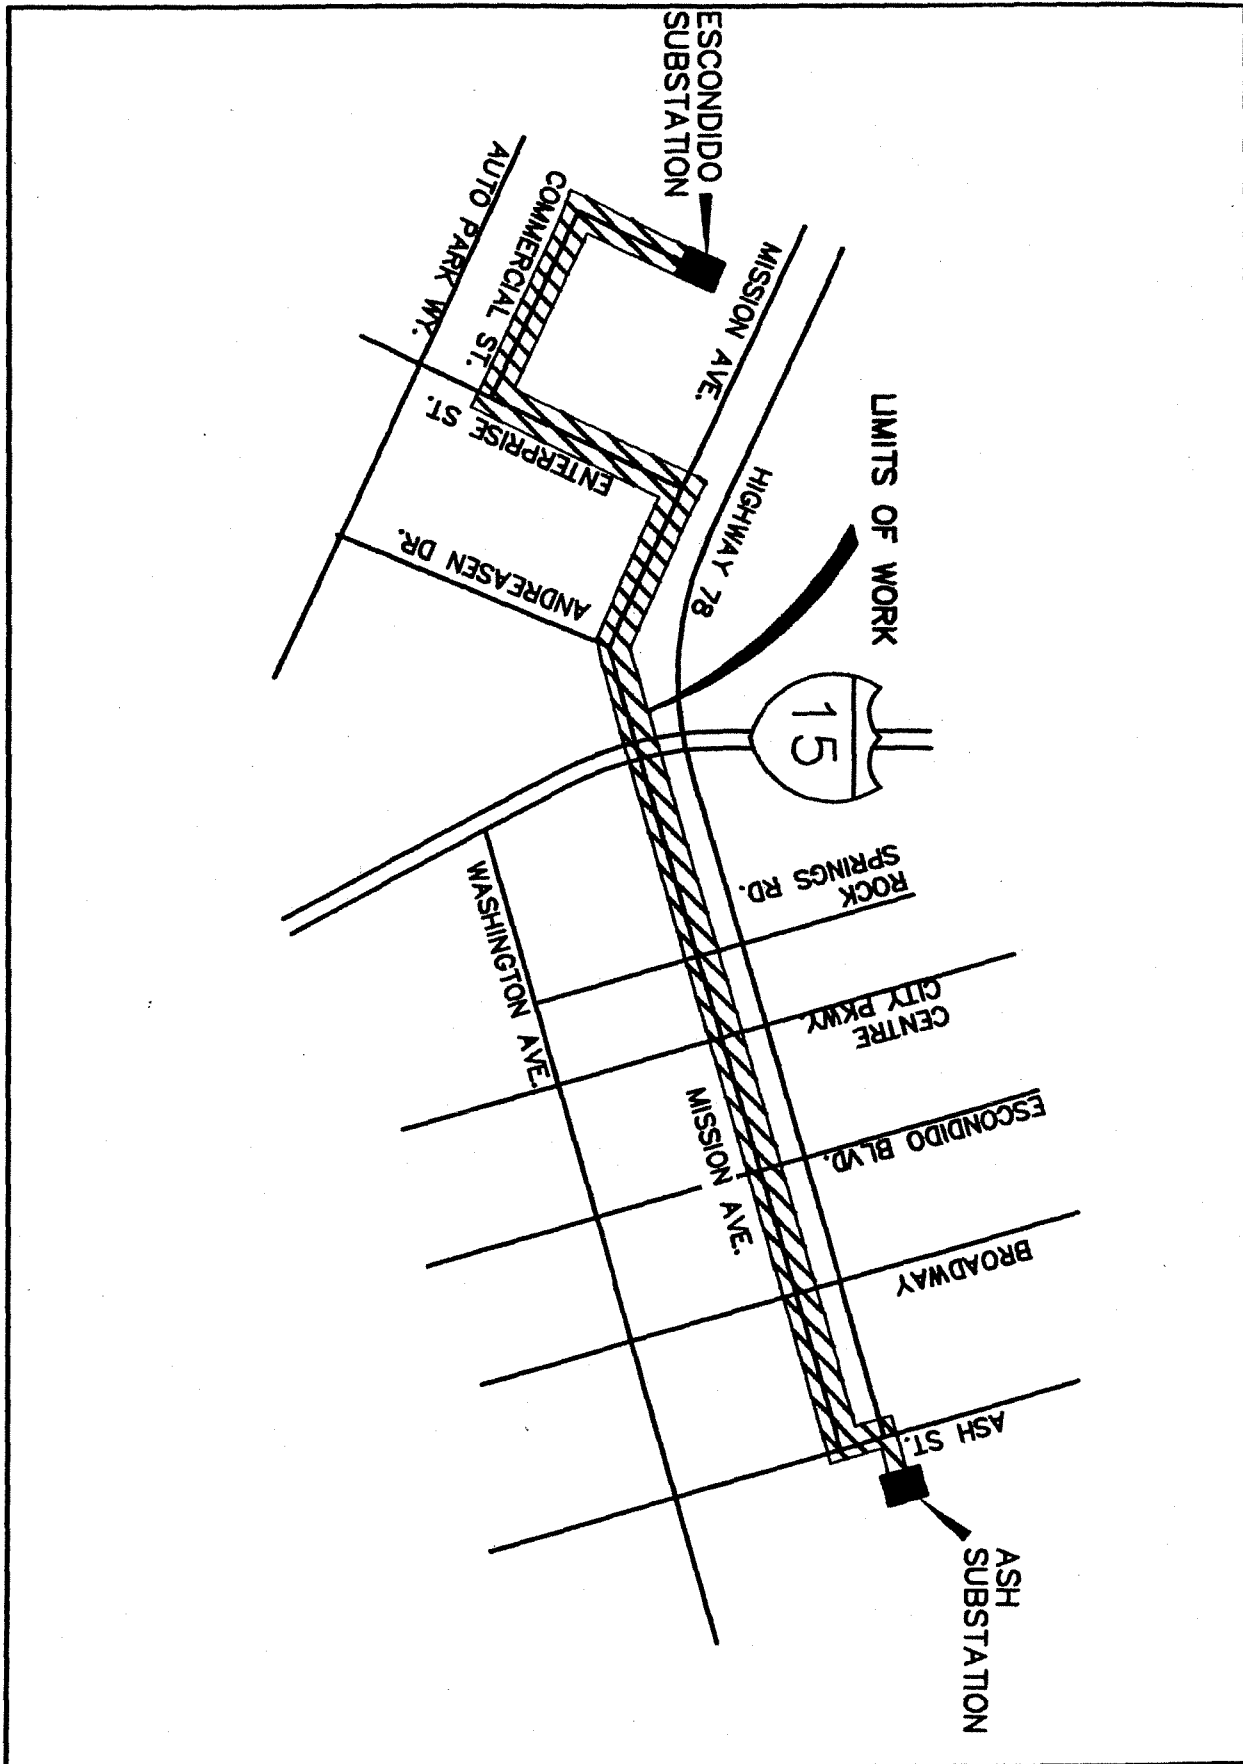 ESCONDIDO
SUBSTATION
AUTO PARK WY.
COMMERCIAL ST.
ENTERPRISE ST.
ANDREASEN DR.
MISSION AVE.
HIGHWAY 78
LIMITS OF WORK
15
ROCK
SPRINGS RD.
CENTRE
CITY PKWY.
ESCONDIDO BLVD.
BROADWAY
ASH ST.
WASHINGTON AVE.
MISSION AVE.
ASH
SUBSTATION